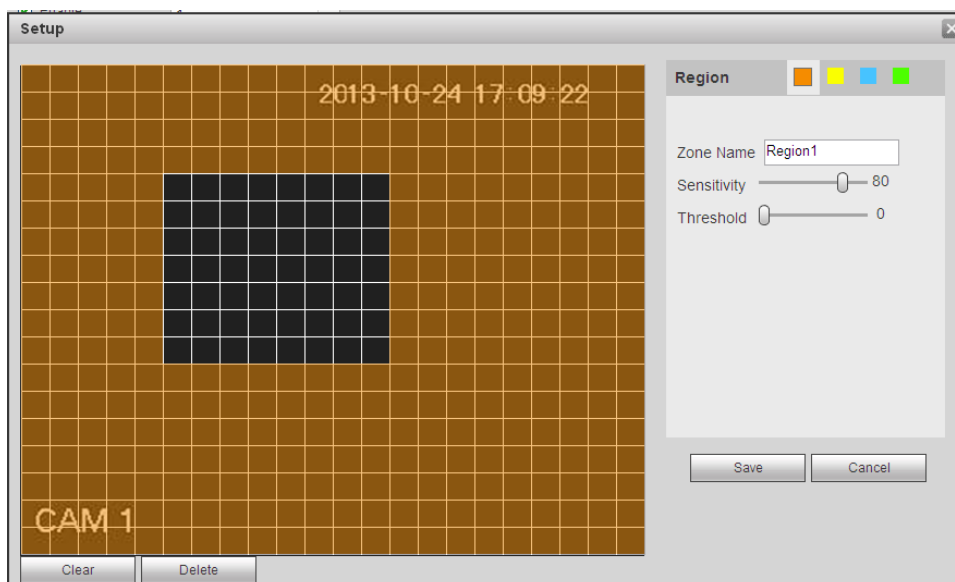 Enable
Setup
2013-10-24 17:09:22
CAM 1
Clear
Delete
Region
Zone Name
Region1
Sensitivity
80
Threshold
0
Save
Cancel